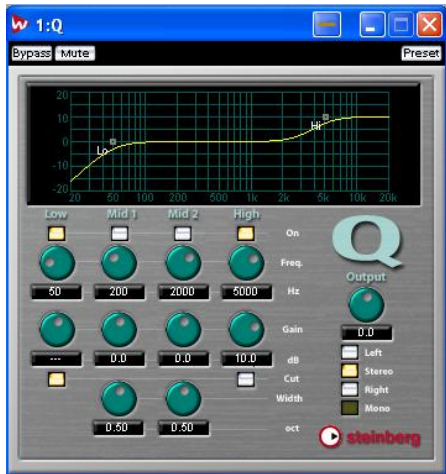 1:Q
Bypass Mute Preset
20
10
0
-10
-20
Lo
Hi
20 50 100 200 500 1k 2k 5k 10k 20k
Low Mid 1 Mid 2 High
On
Freq.
50 200 2000 5000 Hz
Gain
--- 0.0 0.0 10.0 dB
Cut
Width
0.50 0.50 oct
Q
Output
0.0
Left
Stereo
Right
Mono
steinberg